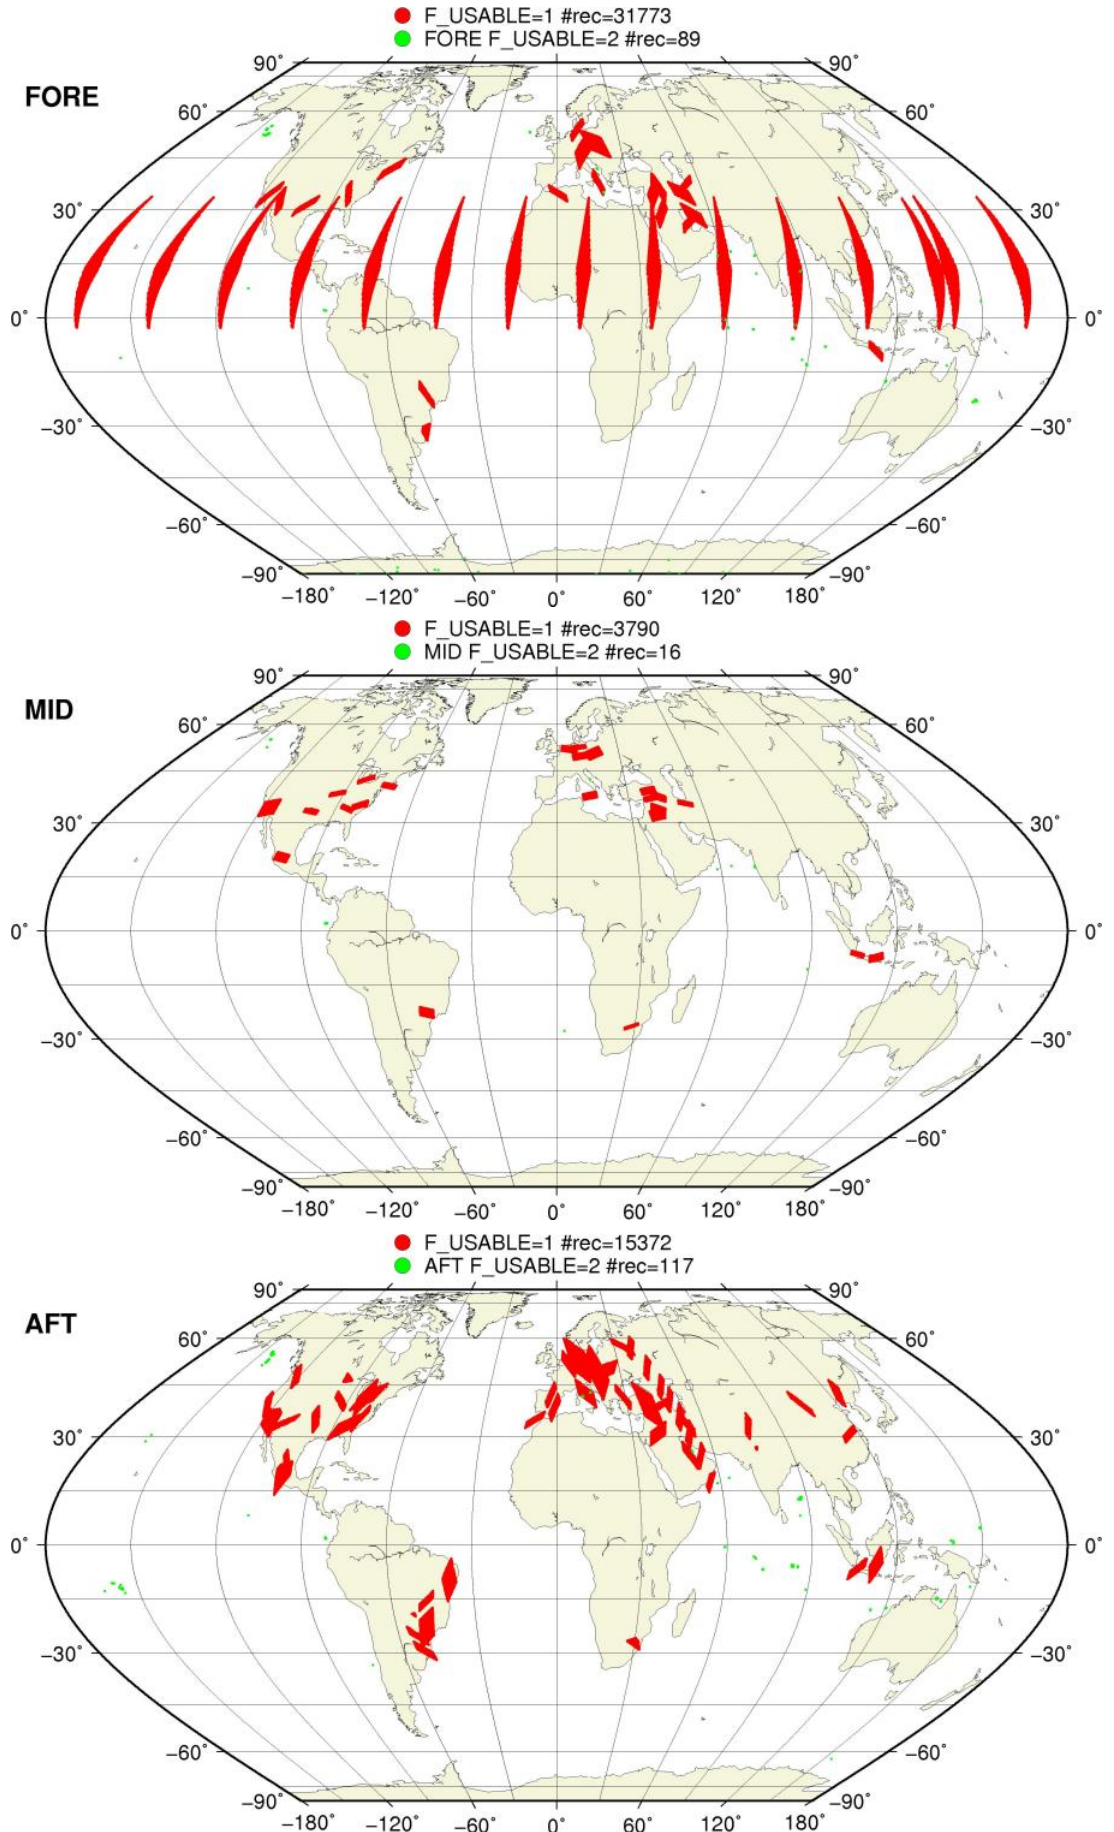 F_USABLE=1 #rec=31773
FORE F_USABLE=2 #rec=89
FORE
90° 90°
60° 60°
30° 30°
0° 0°
−30° −30°
−60° −60°
−90° −90°
−180° −120° −60° 0° 60° 120° 180°
F_USABLE=1 #rec=3790
MID F_USABLE=2 #rec=16
MID
90° 90°
60° 60°
30° 30°
0° 0°
−30° −30°
−60° −60°
−90° −90°
−180° −120° −60° 0° 60° 120° 180°
F_USABLE=1 #rec=15372
AFT F_USABLE=2 #rec=117
AFT
90° 90°
60° 60°
30° 30°
0° 0°
−30° −30°
−60° −60°
−90° −90°
−180° −120° −60° 0° 60° 120° 180°